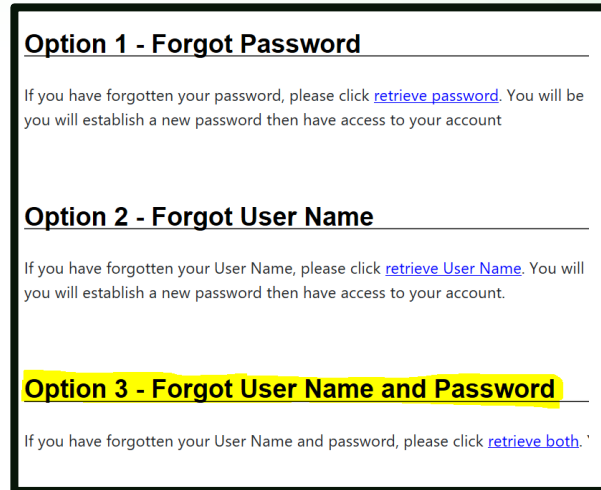 Option 1 - Forgot Password
If you have forgotten your password, please click retrieve password. You will be
you will establish a new password then have access to your account
Option 2 - Forgot User Name
If you have forgotten your User Name, please click retrieve User Name. You will
you will establish a new password then have access to your account.
Option 3 - Forgot User Name and Password
If you have forgotten your User Name and password, please click retrieve both.